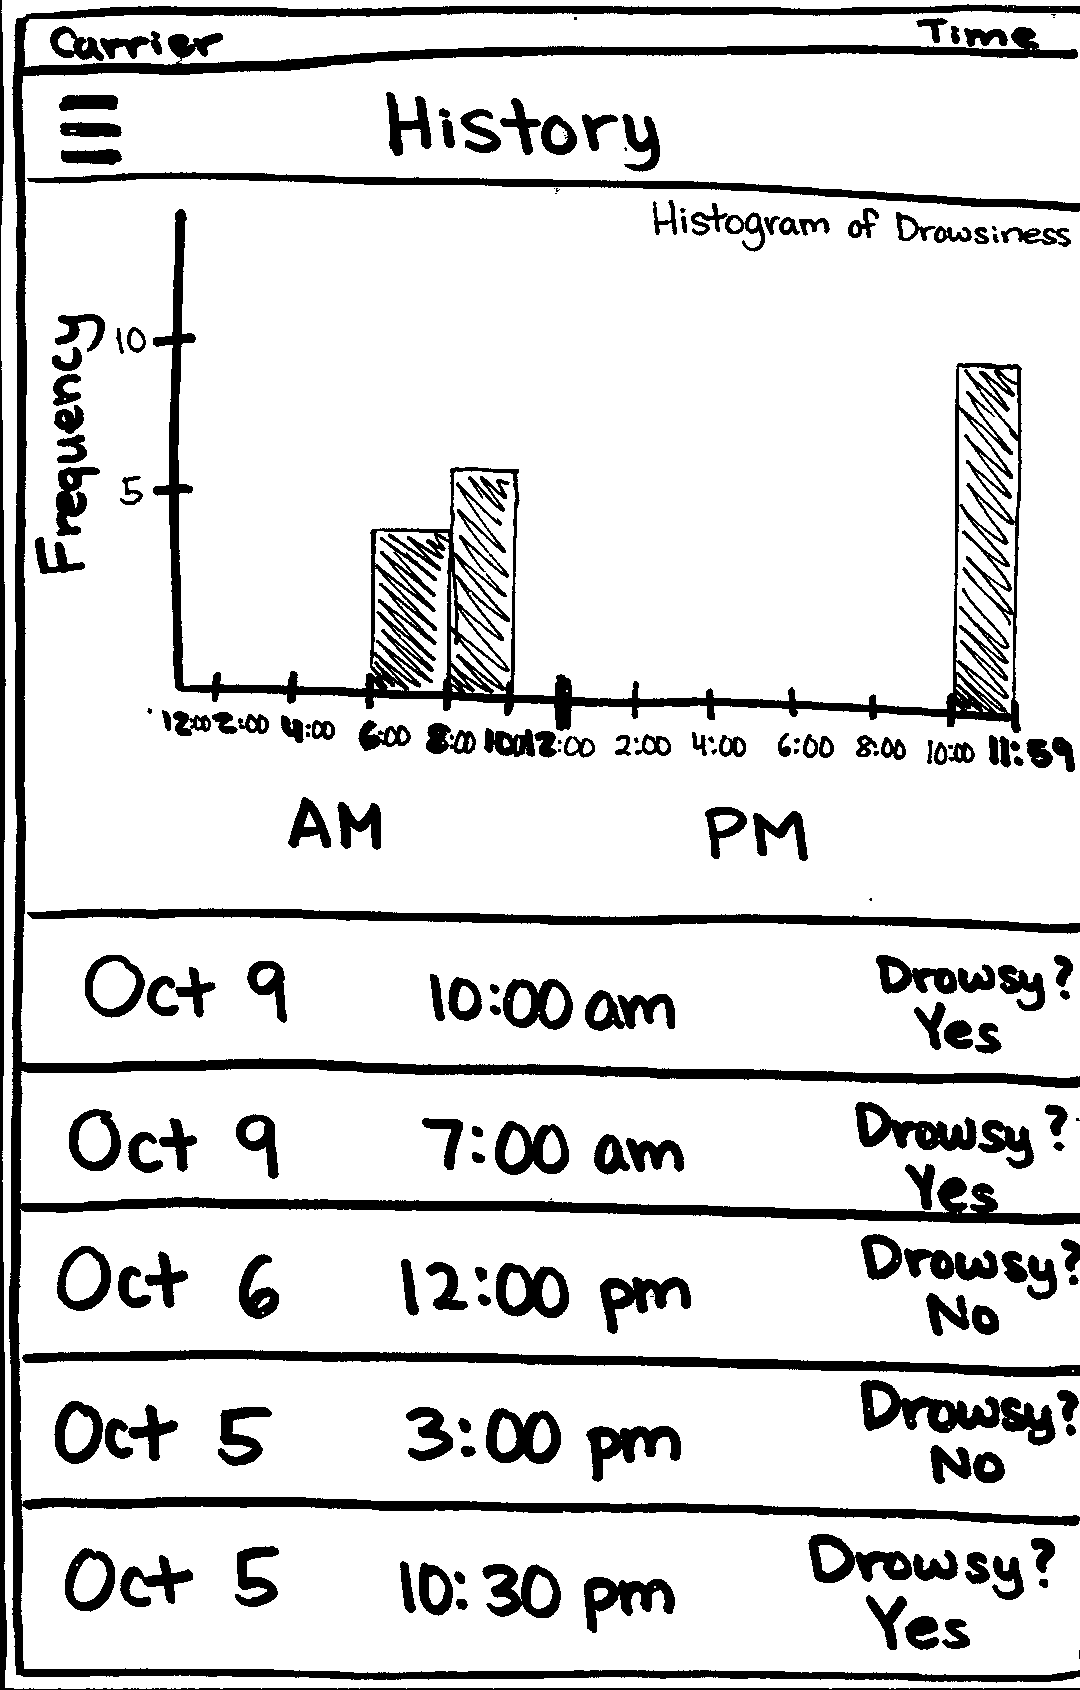 Carrier Time
History
Histogram of Drowsiness
Frequency
10
5
12:00 2:00 4:00 6:00 8:00 10:00 12:00 2:00 4:00 6:00 8:00 10:00 11:59
AM PM
Oct 9 10:00 am Drowsy?
Yes
Oct 9 7:00 am Drowsy?
Yes
Oct 6 12:00 pm Drowsy?
No
Oct 5 3:00 pm Drowsy?
No
Oct 5 10:30 pm Drowsy?
Yes